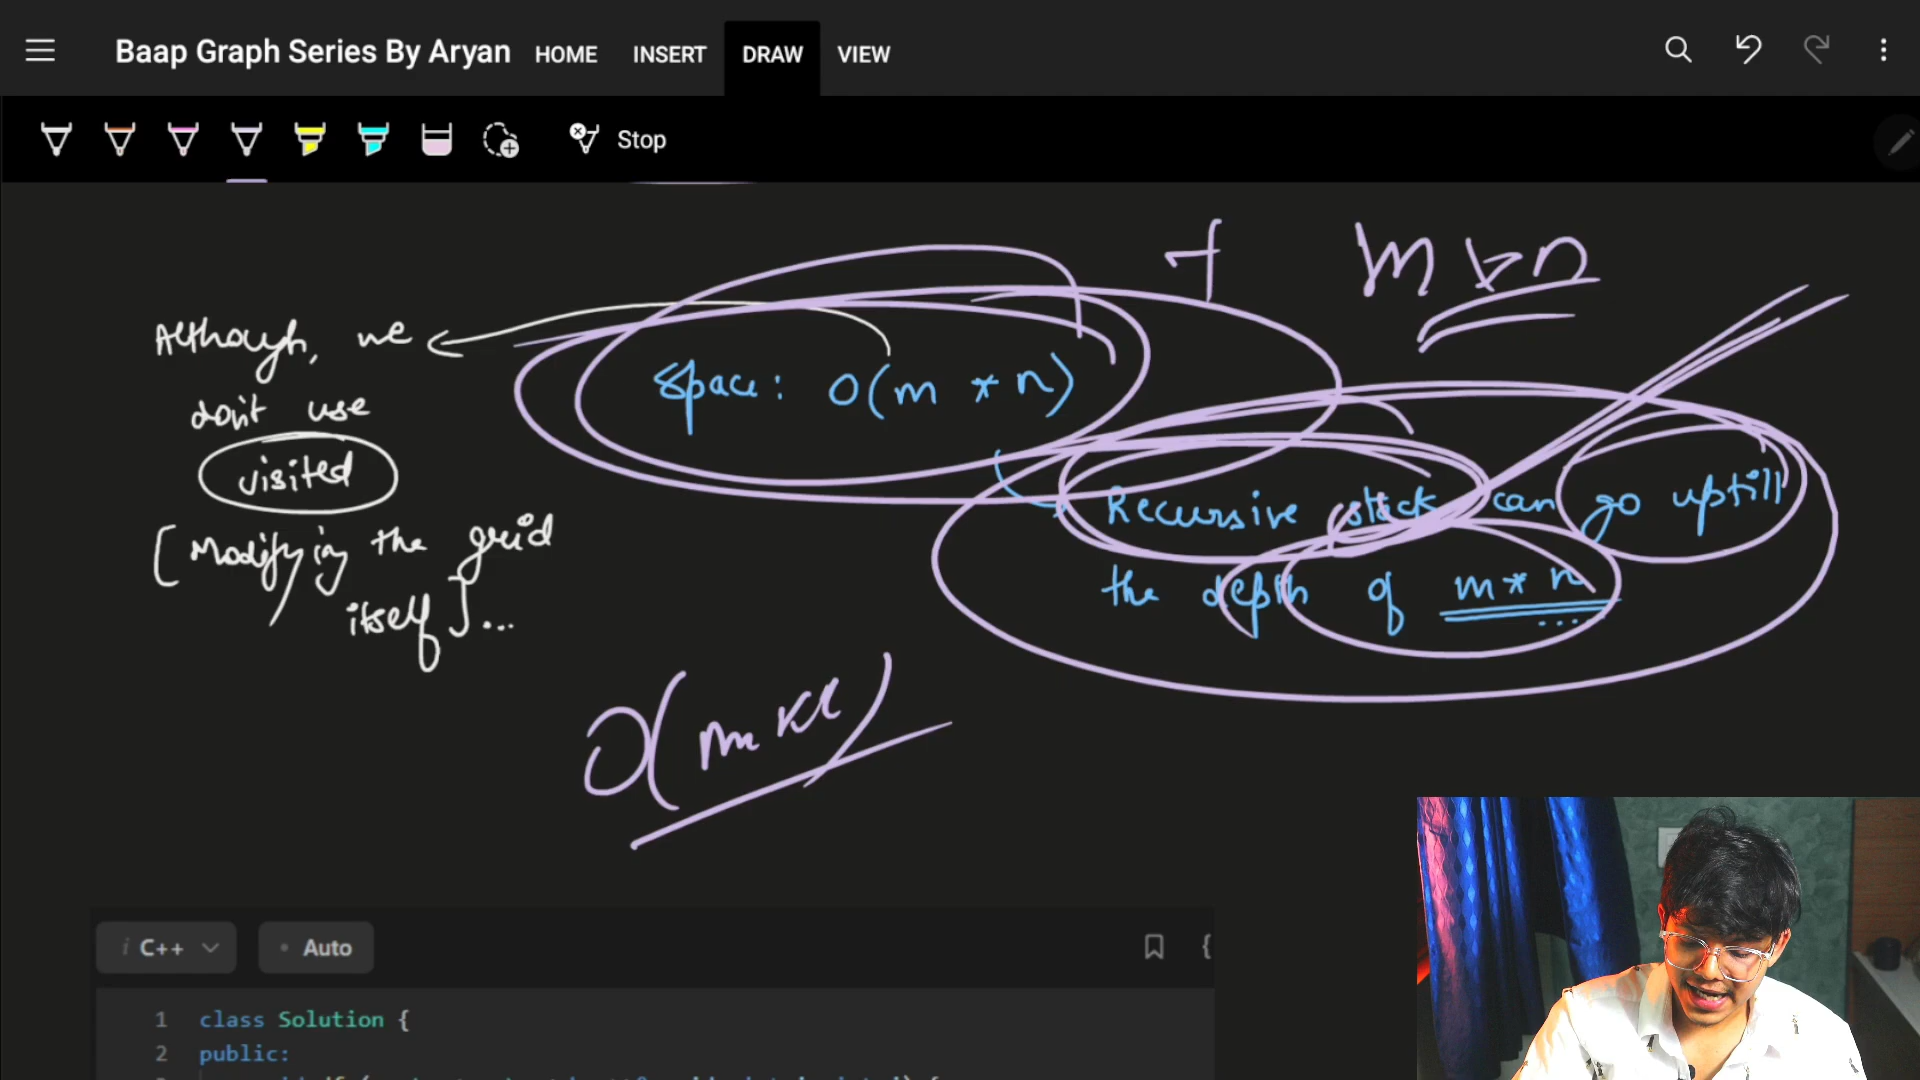 Baap Graph Series By Aryan HOME INSERT DRAW VIEW
Stop
m * n
Although, we
don't use
visited
[Modifying the grid
itself]...
Space: O(m * n)
Recursive stack can go upstill
the depth of m * n
...
O(m
C++ Auto {
1 class Solution {
2 public: